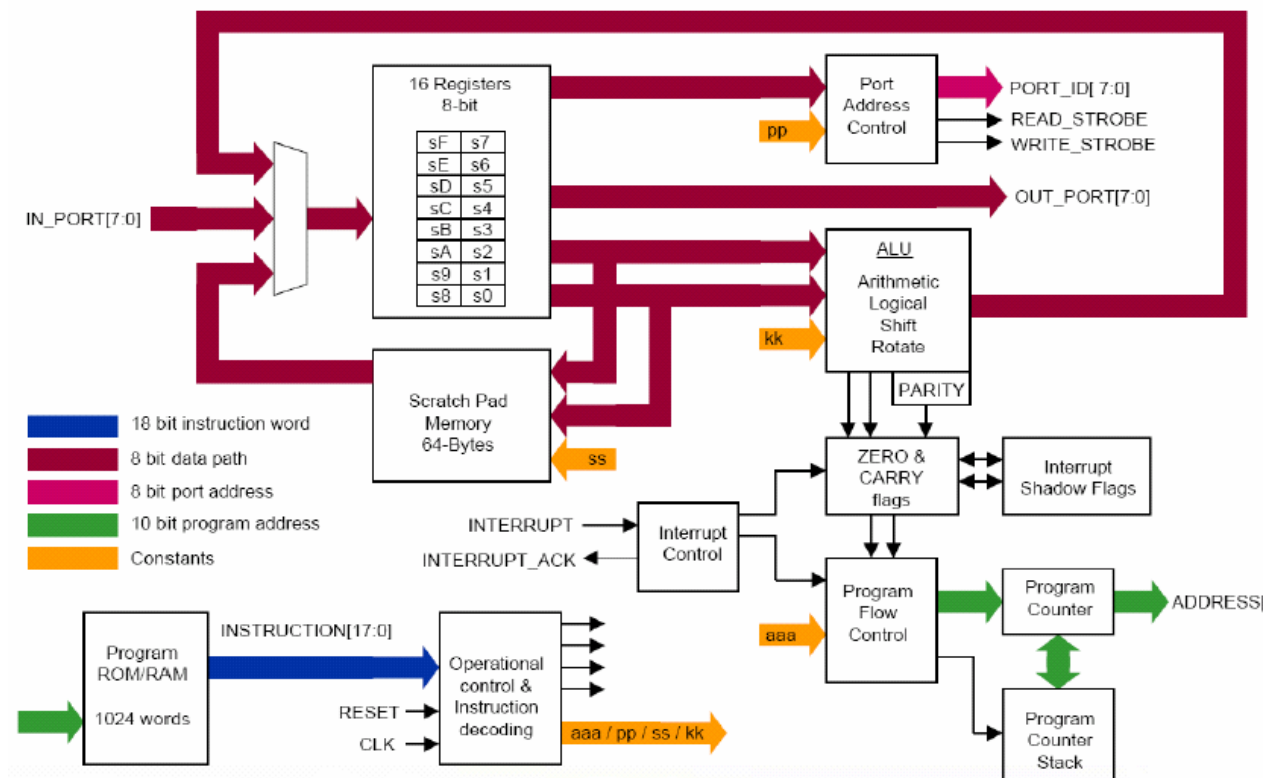 16 Registers
8-bit
sF s7
sE s6
sD s5
sC s4
sB s3
sA s2
s9 s1
s8 s0
IN_PORT[7:0]
Port
Address
Control
pp
PORT_ID[ 7:0]
READ_STROBE
WRITE_STROBE
OUT_PORT[7:0]
ALU
Arithmetic
Logical
Shift
Rotate
kk
PARITY
Scratch Pad
Memory
64-Bytes
ss
18 bit instruction word
8 bit data path
8 bit port address
10 bit program address
Constants
ZERO &
CARRY
flags
Interrupt
Shadow Flags
INTERRUPT
INTERRUPT_ACK
Interrupt
Control
Program
Flow
Control
aaa
Program
Counter
ADDRESS[
Program
Counter
Stack
Program
ROM/RAM
1024 words
INSTRUCTION[17:0]
RESET
CLK
Operational
control &
Instruction
decoding
aaa / pp / ss / kk